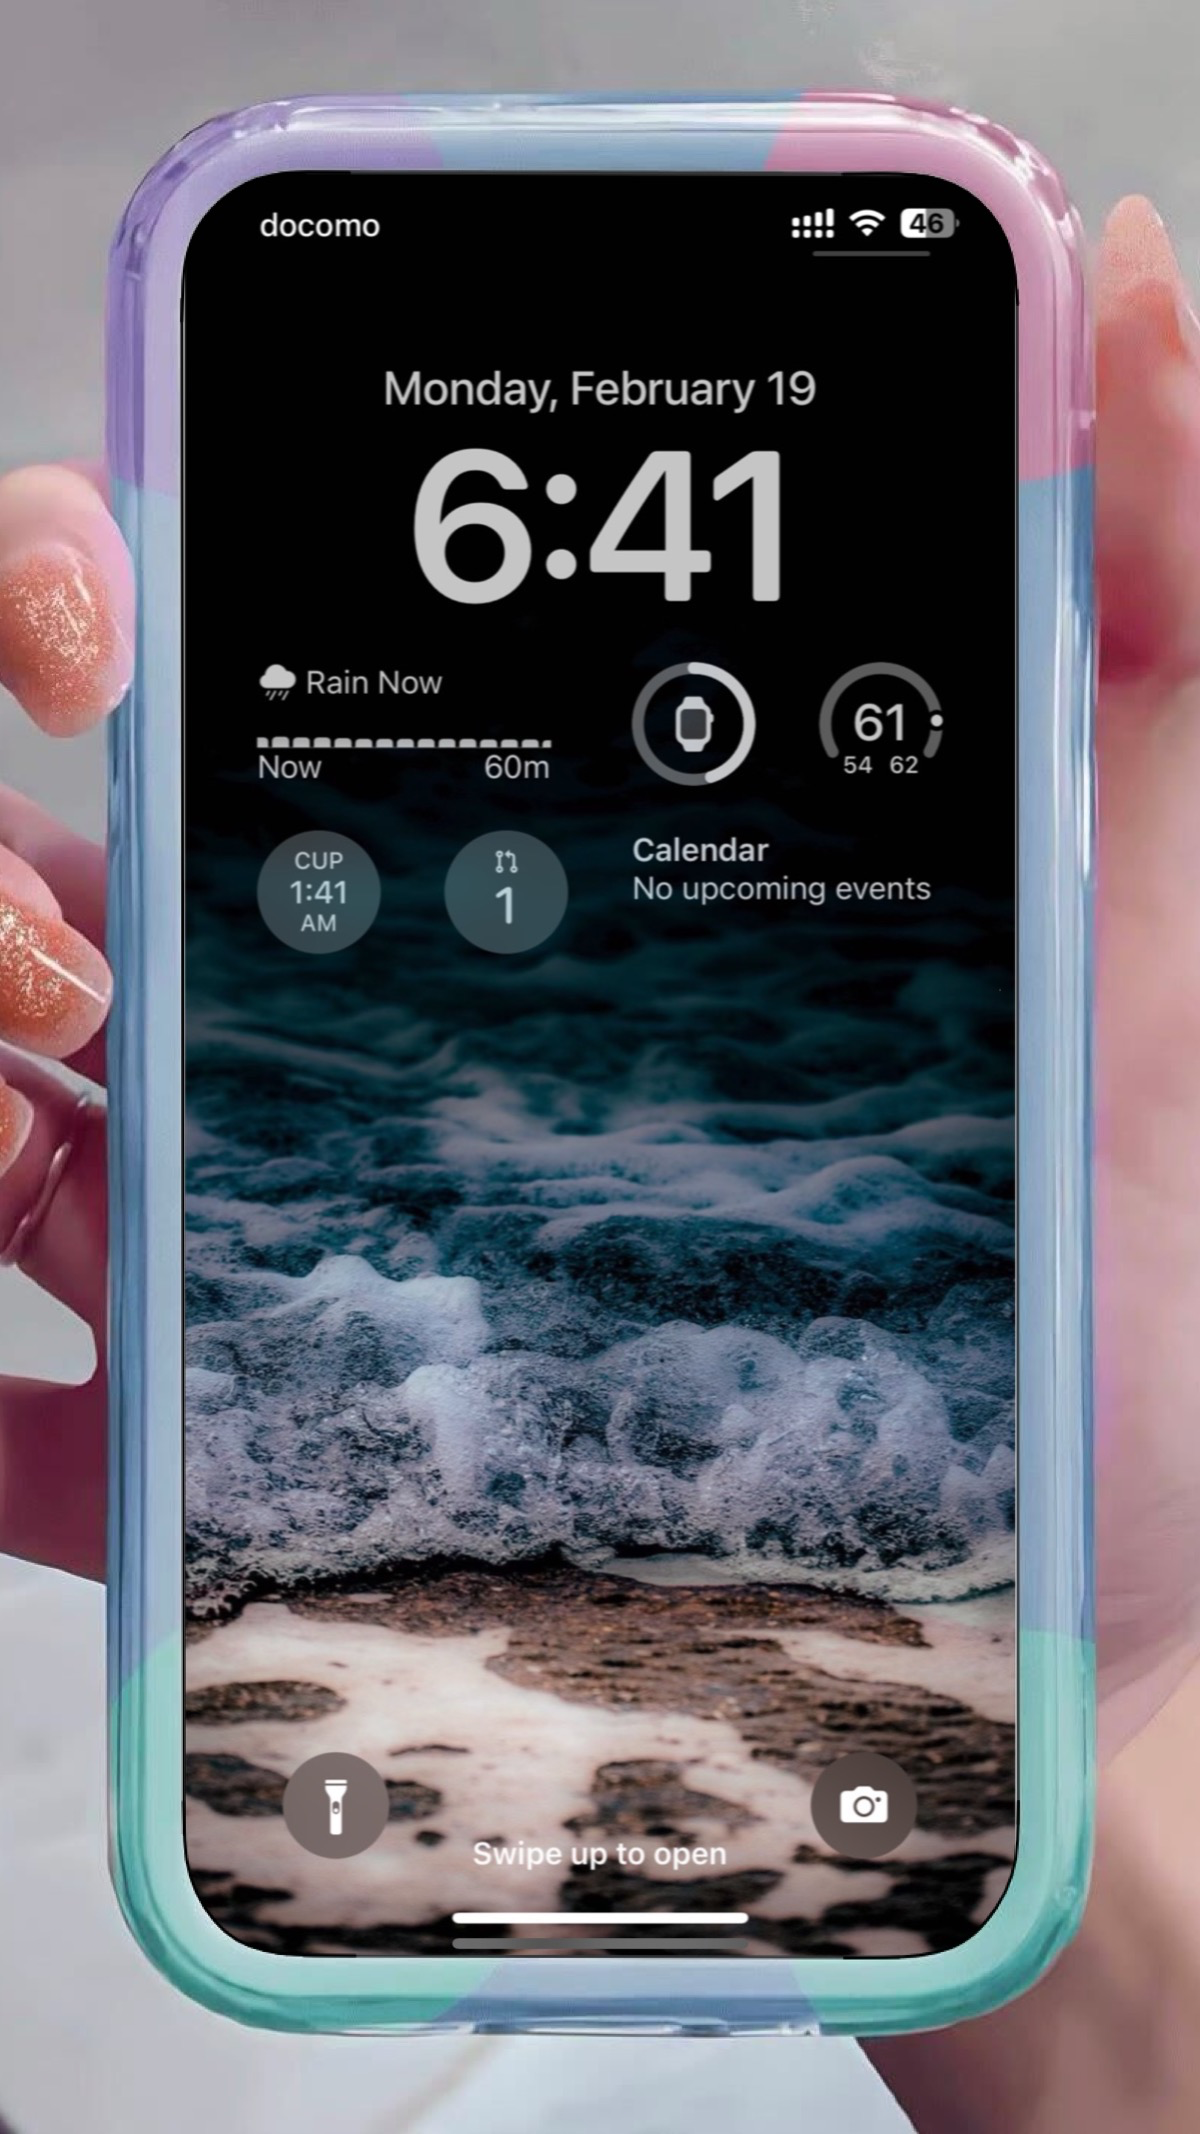 docomo
46
Monday, February 19
6:41
Rain Now
Now 60m
61
54 62
CUP
1:41
AM
1
Calendar
No upcoming events
Swipe up to open